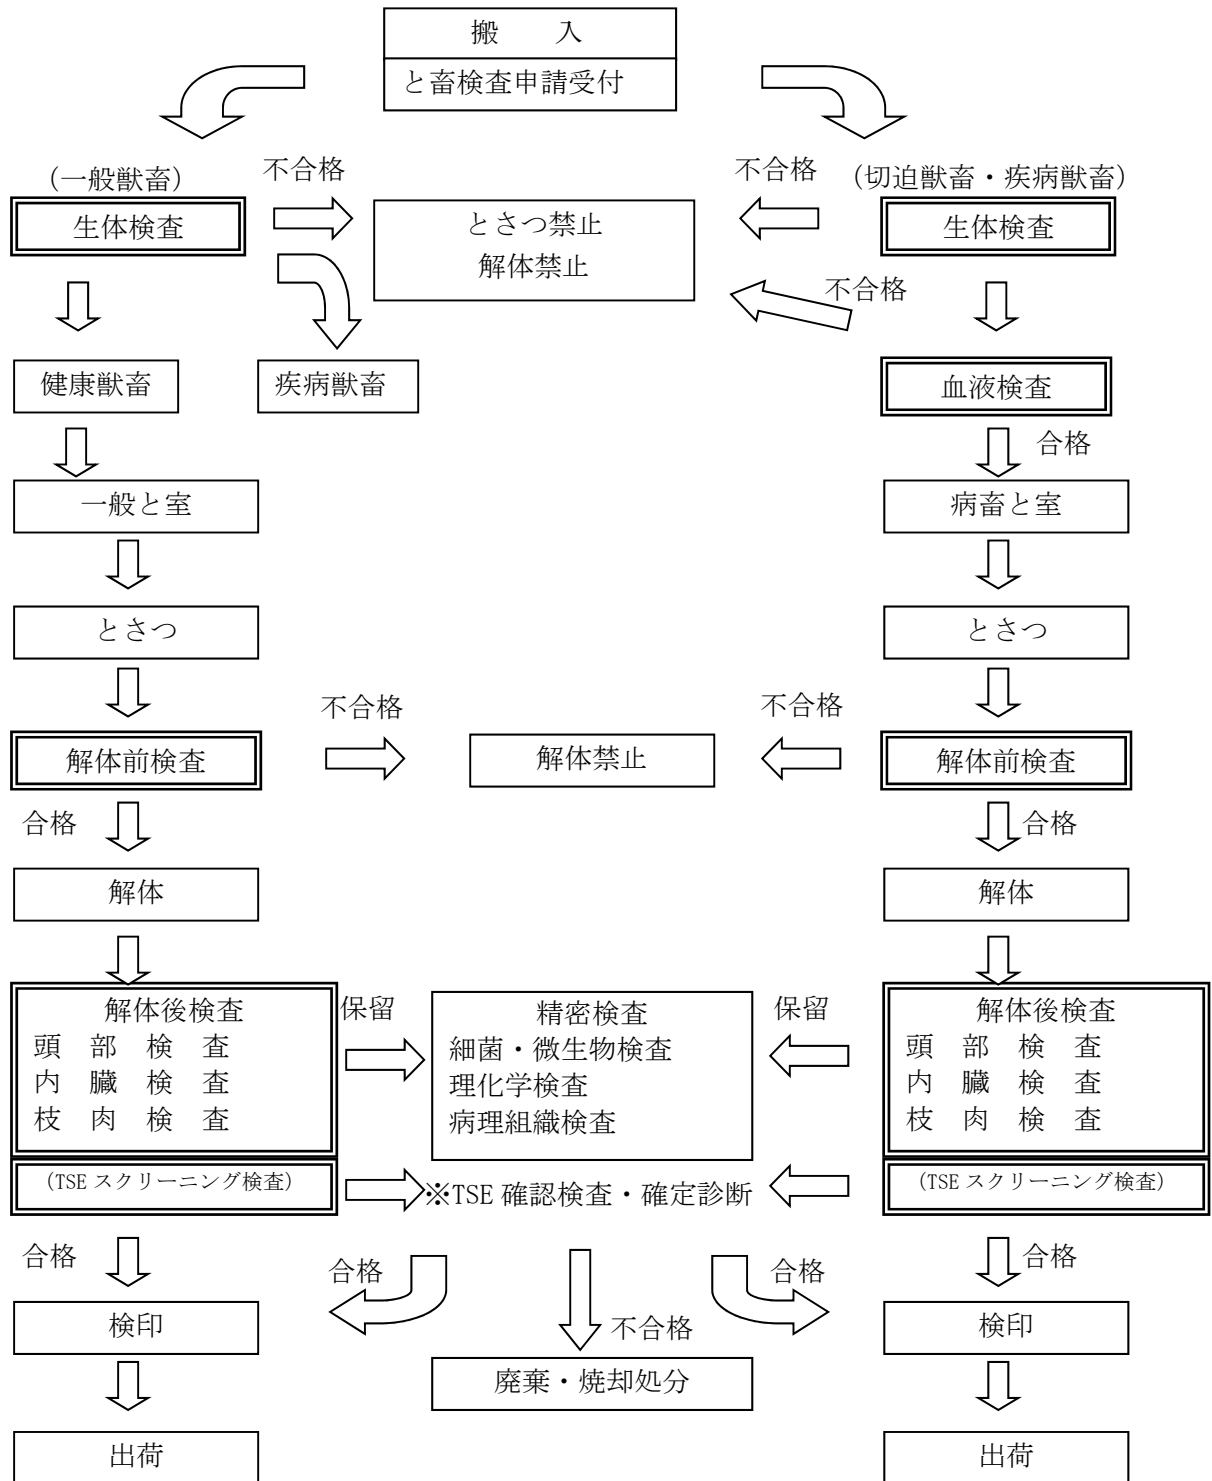 搬　　入
と畜検査申請受付
（一般獣畜）
不合格
不合格
（切迫獣畜・疾病獣畜）
生体検査
とさつ禁止
解体禁止
生体検査
不合格
健康獣畜
疾病獣畜
血液検査
合格
一般と室
病畜と室
とさつ
とさつ
不合格
不合格
解体前検査
解体禁止
解体前検査
合格
合格
解体
解体
解体後検査
頭　部　検　査
内　臓　検　査
枝　肉　検　査
（TSE スクリーニング検査）
保留
精密検査
細菌・微生物検査
理化学検査
病理組織検査
※TSE 確認検査・確定診断
保留
解体後検査
頭　部　検　査
内　臓　検　査
枝　肉　検　査
（TSE スクリーニング検査）
合格
合格
不合格
合格
合格
検印
廃棄・焼却処分
検印
出荷
出荷